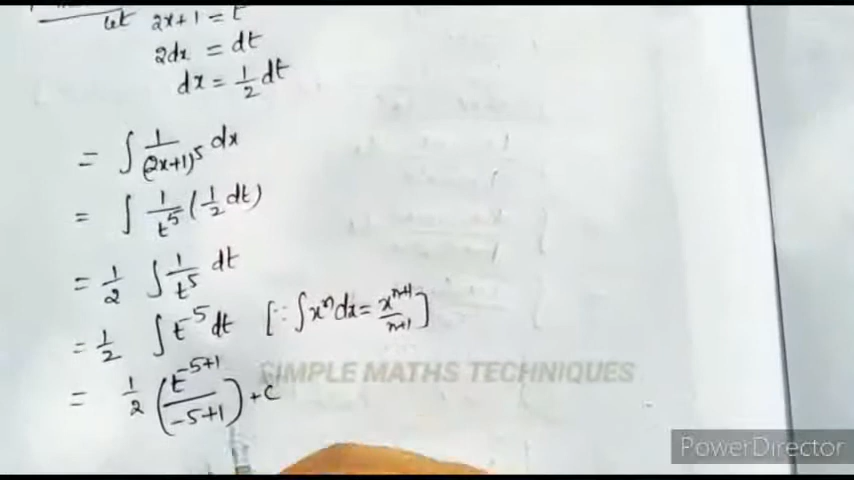 let 2x+1 = t
2dx = dt
dx = 1/2 dt
= ∫ 1/(2x+1)^5 dx
= ∫ 1/t^5 (1/2 dt)
= 1/2 ∫ 1/t^5 dt
= 1/2 ∫ t^-5 dt [∵ ∫x^n dx = x^(n+1)/(n+1)]
= 1/2 (t^(-5+1)/(-5+1)) + c
SIMPLE MATHS TECHNIQUES
PowerDirector